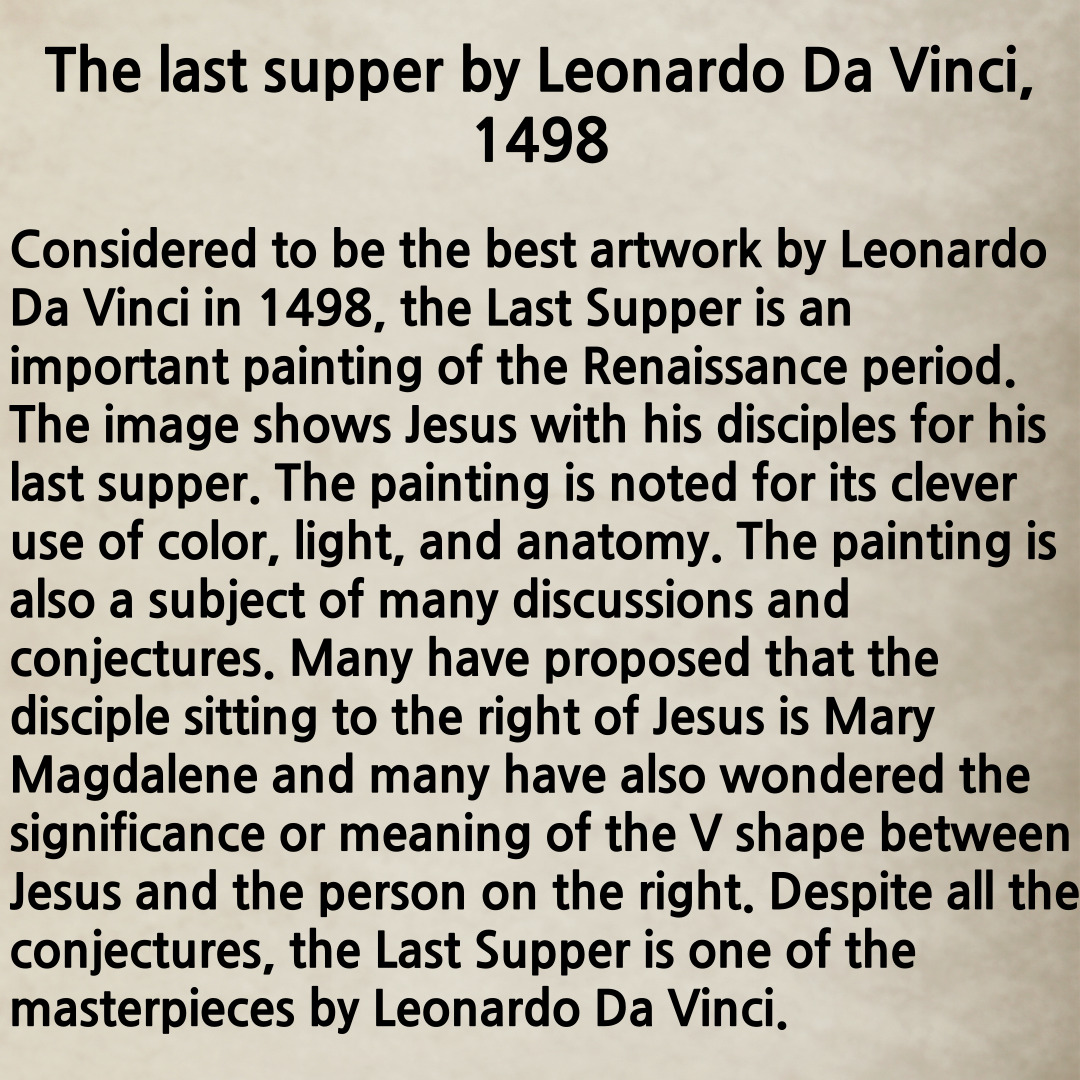 The last supper by Leonardo Da Vinci,
1498
Considered to be the best artwork by Leonardo
Da Vinci in 1498, the Last Supper is an
important painting of the Renaissance period.
The image shows Jesus with his disciples for his
last supper. The painting is noted for its clever
use of color, light, and anatomy. The painting is
also a subject of many discussions and
conjectures. Many have proposed that the
disciple sitting to the right of Jesus is Mary
Magdalene and many have also wondered the
significance or meaning of the V shape between
Jesus and the person on the right. Despite all the
conjectures, the Last Supper is one of the
masterpieces by Leonardo Da Vinci.